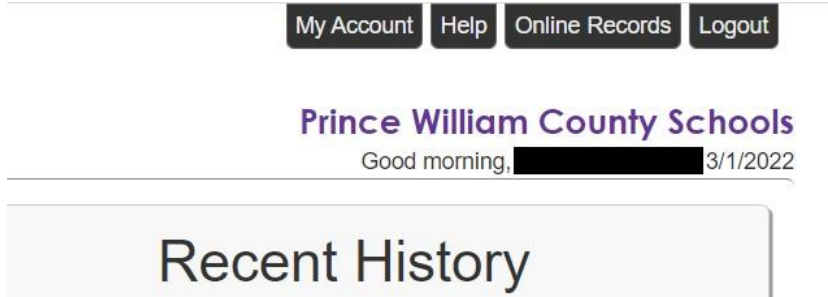 My Account Help Online Records Logout
Prince William County Schools
Good morning, 3/1/2022
Recent History